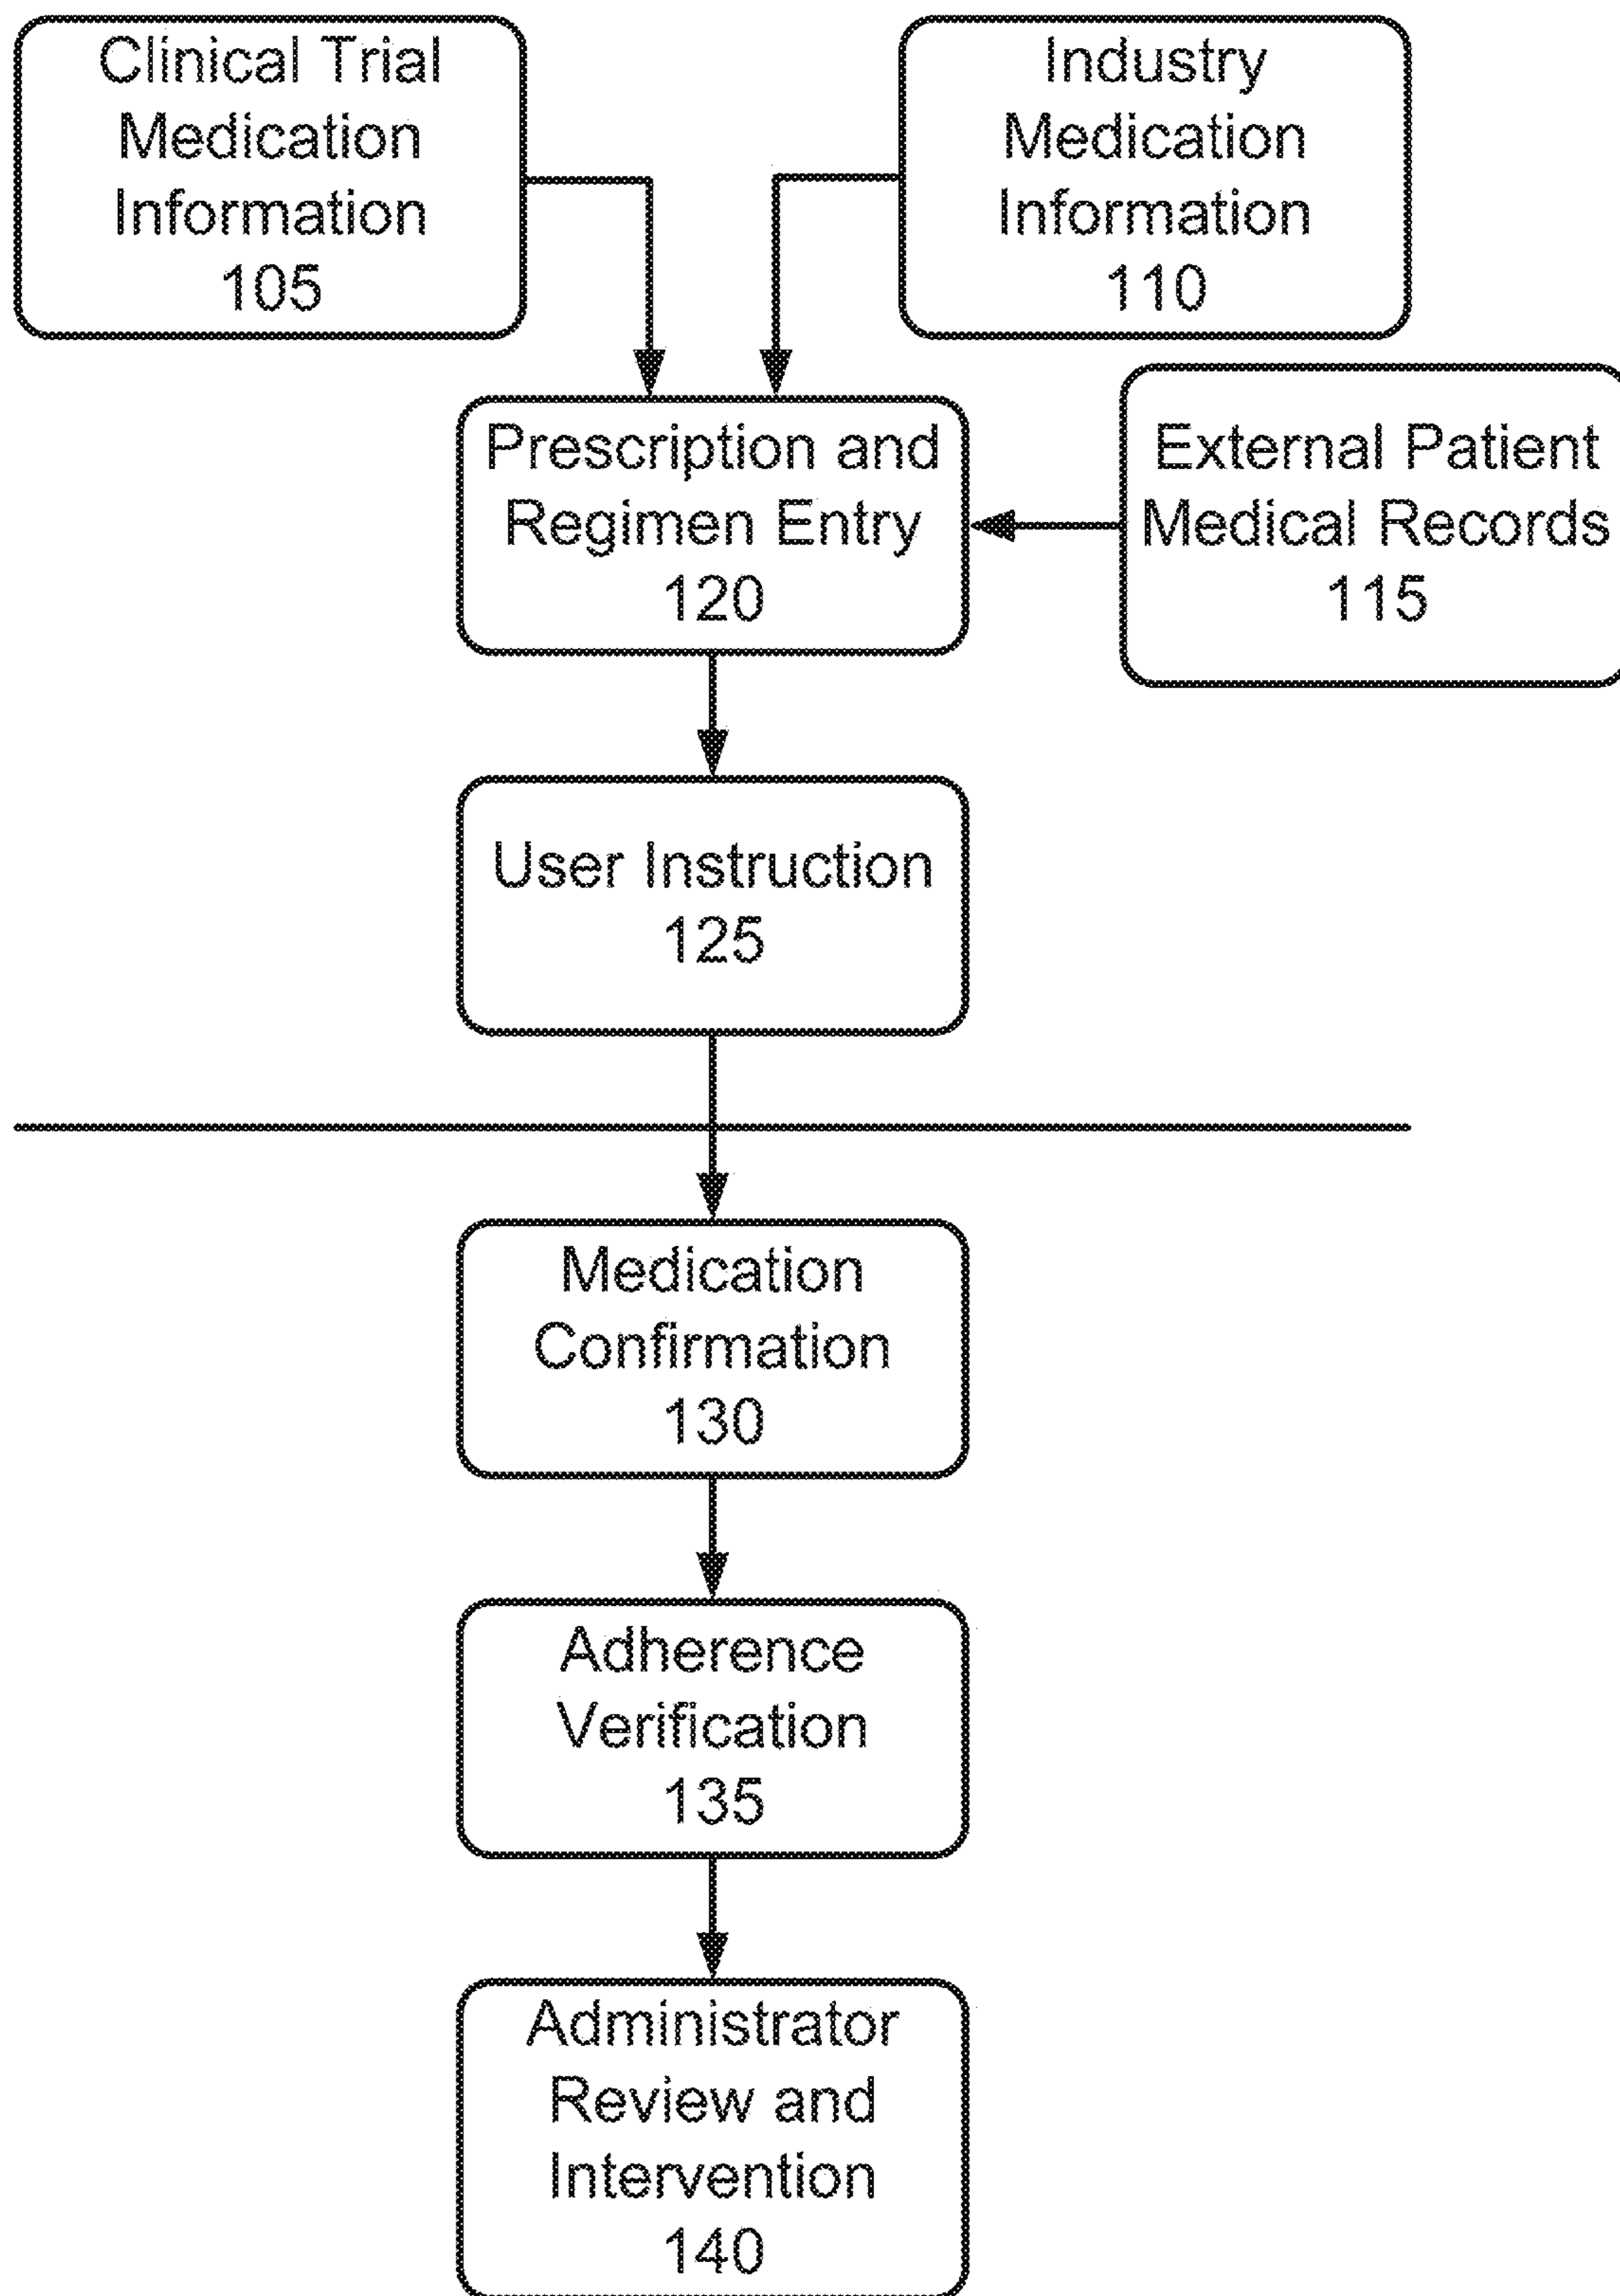 Clinical Trial
Medication
Information
105
Industry
Medication
Information
110
Prescription and
Regimen Entry
120
External Patient
Medical Records
115
User Instruction
125
Medication
Confirmation
130
Adherence
Verification
135
Administrator
Review and
Intervention
140